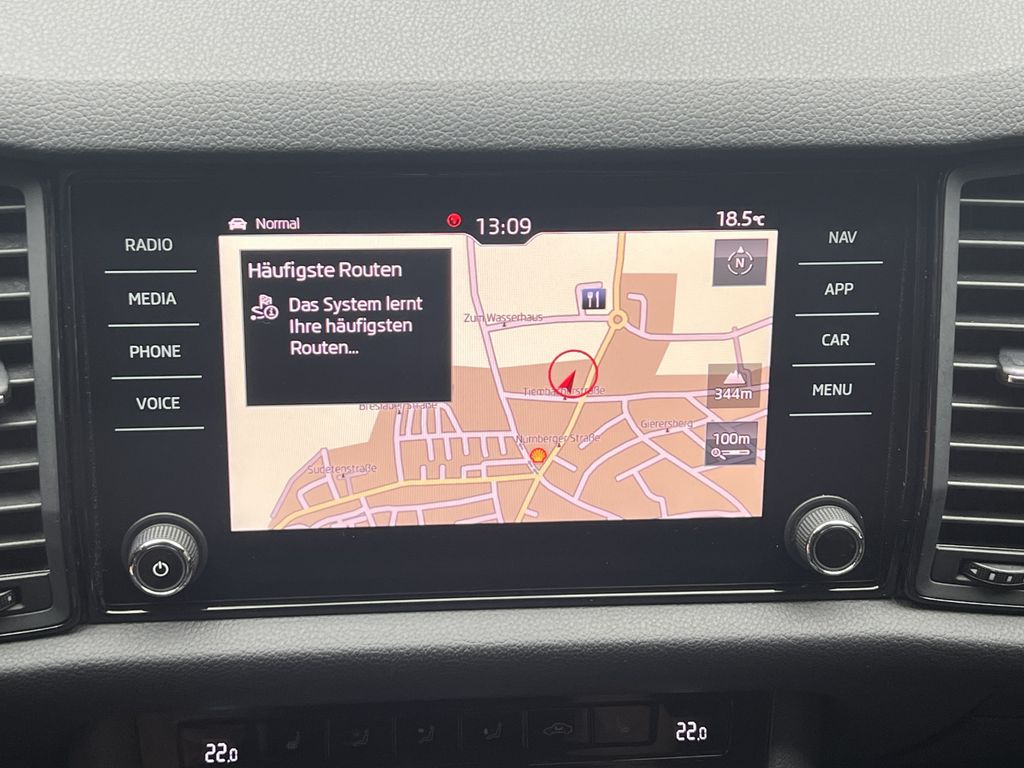 Normal
13:09
18.5°C
RADIO
MEDIA
PHONE
VOICE
Häufigste Routen
Das System lernt
Ihre häufigsten
Routen...
N
Zum Wasserhaus
Breslauer Straße
Nürnberger Straße
Gierersberg
Sudetenstraße
344m
100m
NAV
APP
CAR
MENU
22.0
22.0